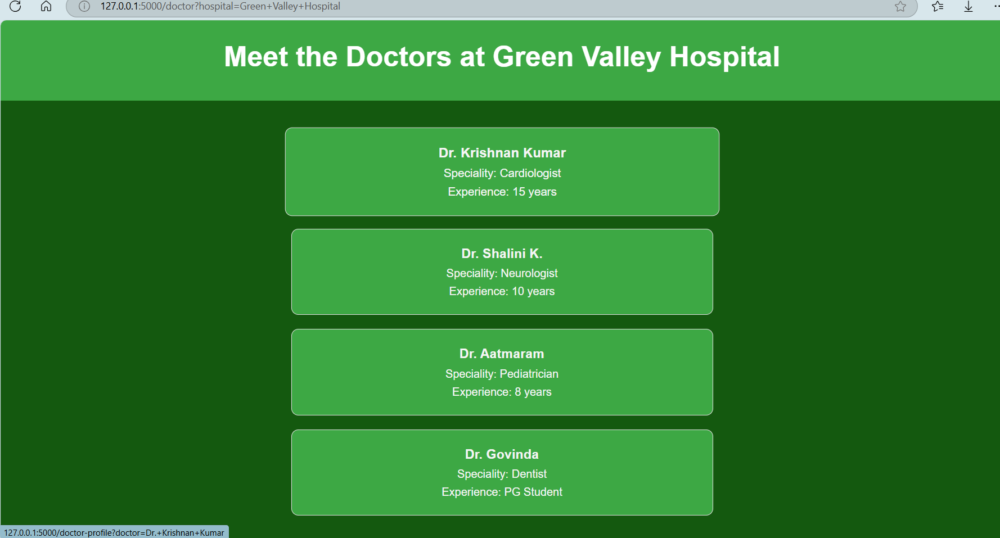 127.0.0.1:5000/doctor?hospital=Green+Valley+Hospital
Meet the Doctors at Green Valley Hospital
Dr. Krishnan Kumar
Speciality: Cardiologist
Experience: 15 years
Dr. Shalini K.
Speciality: Neurologist
Experience: 10 years
Dr. Aatmaram
Speciality: Pediatrician
Experience: 8 years
Dr. Govinda
Speciality: Dentist
Experience: PG Student
127.0.0.1:5000/doctor-profile?doctor=Dr.+Krishnan+Kumar